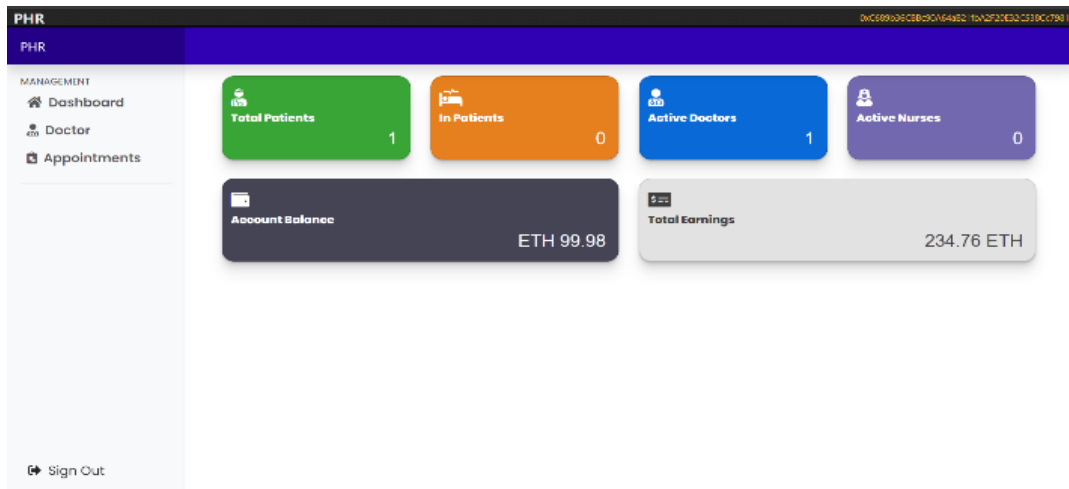 PHR
PHR
MANAGEMENT
Dashboard
Doctor
Appointments
Total Patients
1
In Patients
0
Active Doctors
1
Active Nurses
0
Account Balance
ETH 99.98
Total Earnings
234.76 ETH
Sign Out